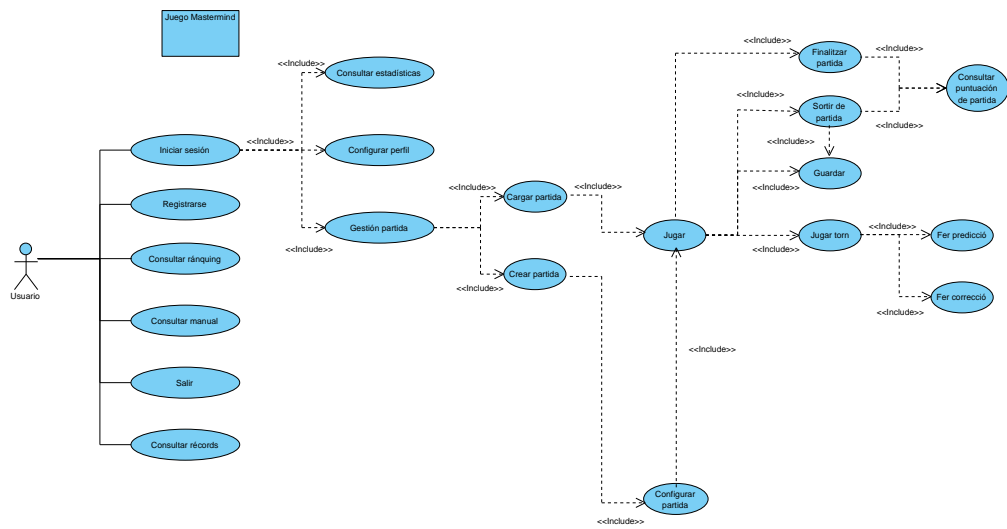 Juego Mastermind
<<Include>>
Consultar estadísticas
Iniciar sesión
<<Include>>
Configurar perfil
<<Include>>
Gestión partida
Registrarse
Consultar ránquing
Usuario
Consultar manual
Salir
Consultar récords
<<Include>>
Cargar partida
<<Include>>
Crear partida
<<Include>>
<<Include>>
Configurar
partida
<<Include>>
Jugar
<<Include>>
Finalitzar
partida
<<Include>>
<<Include>>
Sortir de
partida
<<Include>>
Consultar
puntuación
de partida
<<Include>>
Guardar
<<Include>>
Jugar torn
<<Include>>
<<Include>>
Fer predicció
<<Include>>
Fer correcció